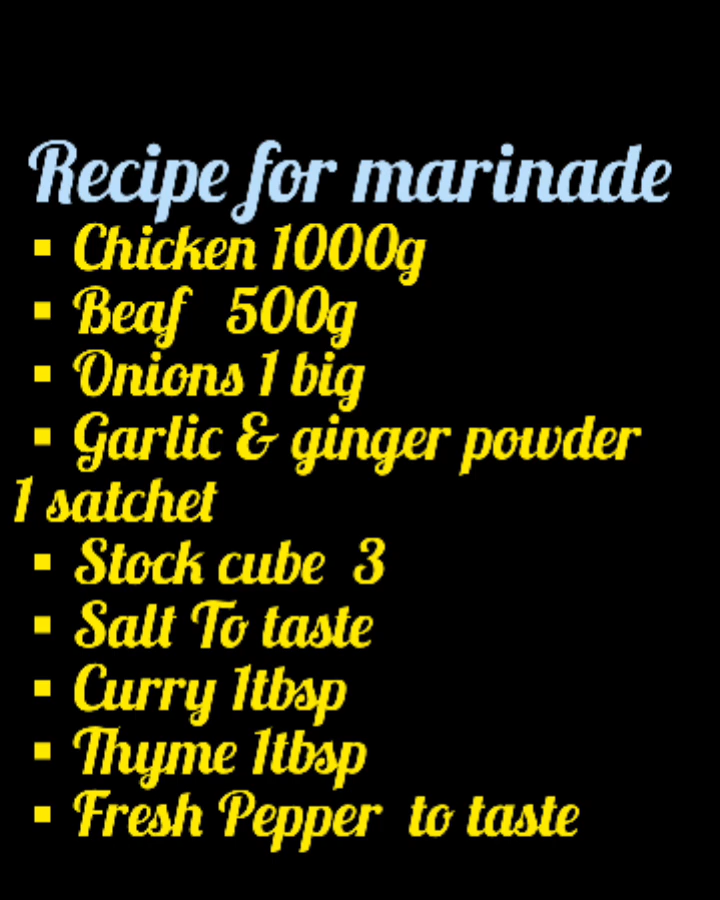 Recipe for marinade
▪ Chicken 1000g
▪ Beaf 500g
▪ Onions 1 big
▪ Garlic & ginger powder
1 satchet
▪ Stock cube 3
▪ Salt To taste
▪ Curry 1tbsp
▪ Thyme 1tbsp
▪ Fresh Pepper to taste